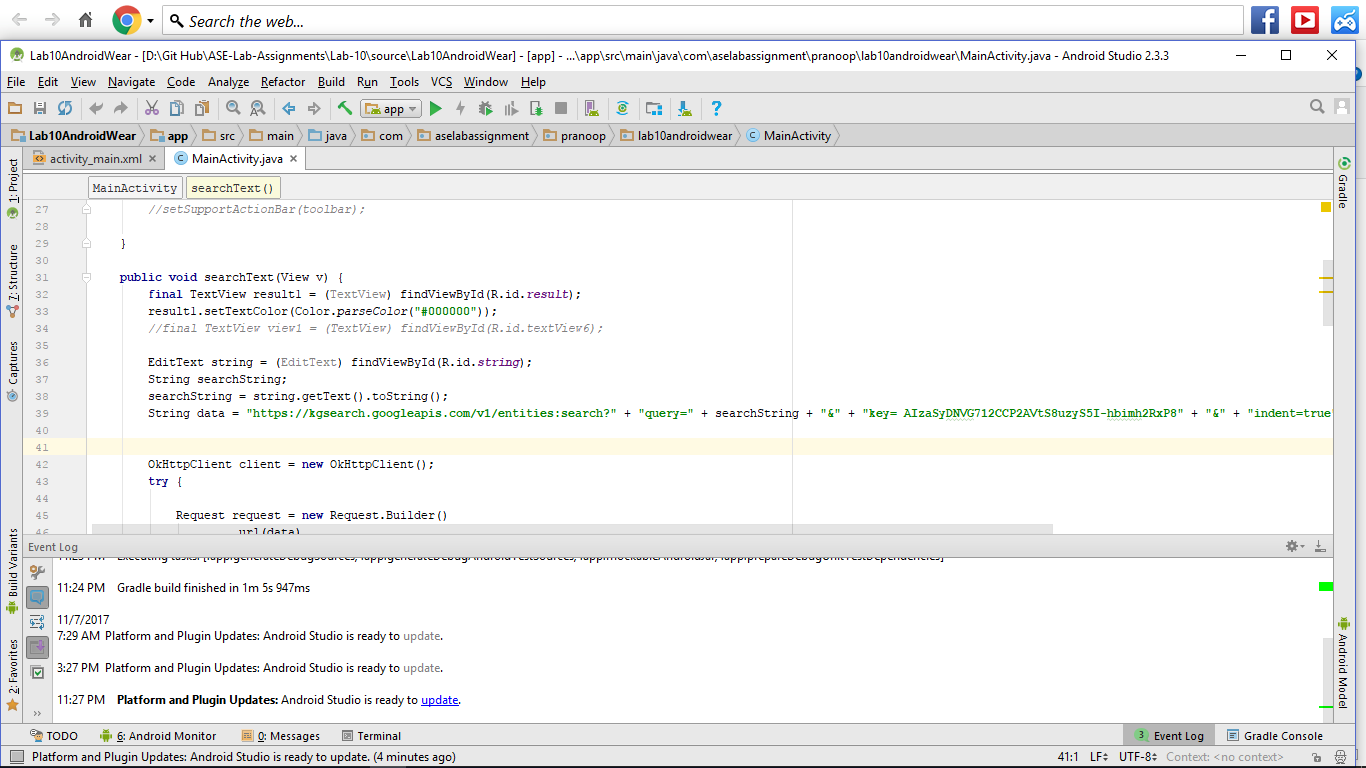 Search the web...
Lab10AndroidWear - [D:\Git Hub\ASE-Lab-Assignments\Lab-10\source\Lab10AndroidWear] - [app] - ...\app\src\main\java\com\aselabassignment\pranoop\lab10androidwear\MainActivity.java - Android Studio 2.3.3
File Edit View Navigate Code Analyze Refactor Build Run Tools VCS Window Help
app
Lab10AndroidWear app src main java com aselabassignment pranoop lab10androidwear MainActivity
activity_main.xml MainActivity.java
MainActivity searchText()
1: Project
7: Structure
Captures
Build Variants
2: Favorites
Gradle
Android Model
27 //setSupportActionBar(toolbar);
28
29 }
30
31 public void searchText(View v) {
32 final TextView result1 = (TextView) findViewById(R.id.result);
33 result1.setTextColor(Color.parseColor("#000000"));
34 //final TextView view1 = (TextView) findViewById(R.id.textView6);
35
36 EditText string = (EditText) findViewById(R.id.string);
37 String searchString;
38 searchString = string.getText().toString();
39 String data = "https://kgsearch.googleapis.com/v1/entities:search?" + "query=" + searchString + "&" + "key= AIzaSyDNVG712CCP2AVtS8uzyS5I-hbimh2RxP8" + "&" + "indent=true"
40
41
42 OkHttpClient client = new OkHttpClient();
43 try {
44
45 Request request = new Request.Builder()
46 .url(data)
Event Log
11:24 PM Gradle build finished in 1m 5s 947ms
11/7/2017
7:29 AM Platform and Plugin Updates: Android Studio is ready to update.
3:27 PM Platform and Plugin Updates: Android Studio is ready to update.
11:27 PM Platform and Plugin Updates: Android Studio is ready to update.
TODO 6: Android Monitor 0: Messages Terminal 3 Event Log Gradle Console
Platform and Plugin Updates: Android Studio is ready to update. (4 minutes ago) 41:1 LF UTF-8 Context: <no context>